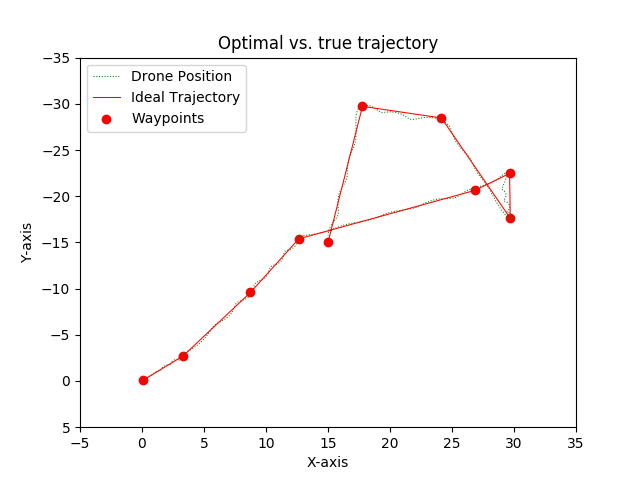 Optimal vs. true trajectory
Drone Position
Ideal Trajectory
Waypoints
Y-axis
−35
−30
−25
−20
−15
−10
−5
0
5
−5 0 5 10 15 20 25 30 35
X-axis